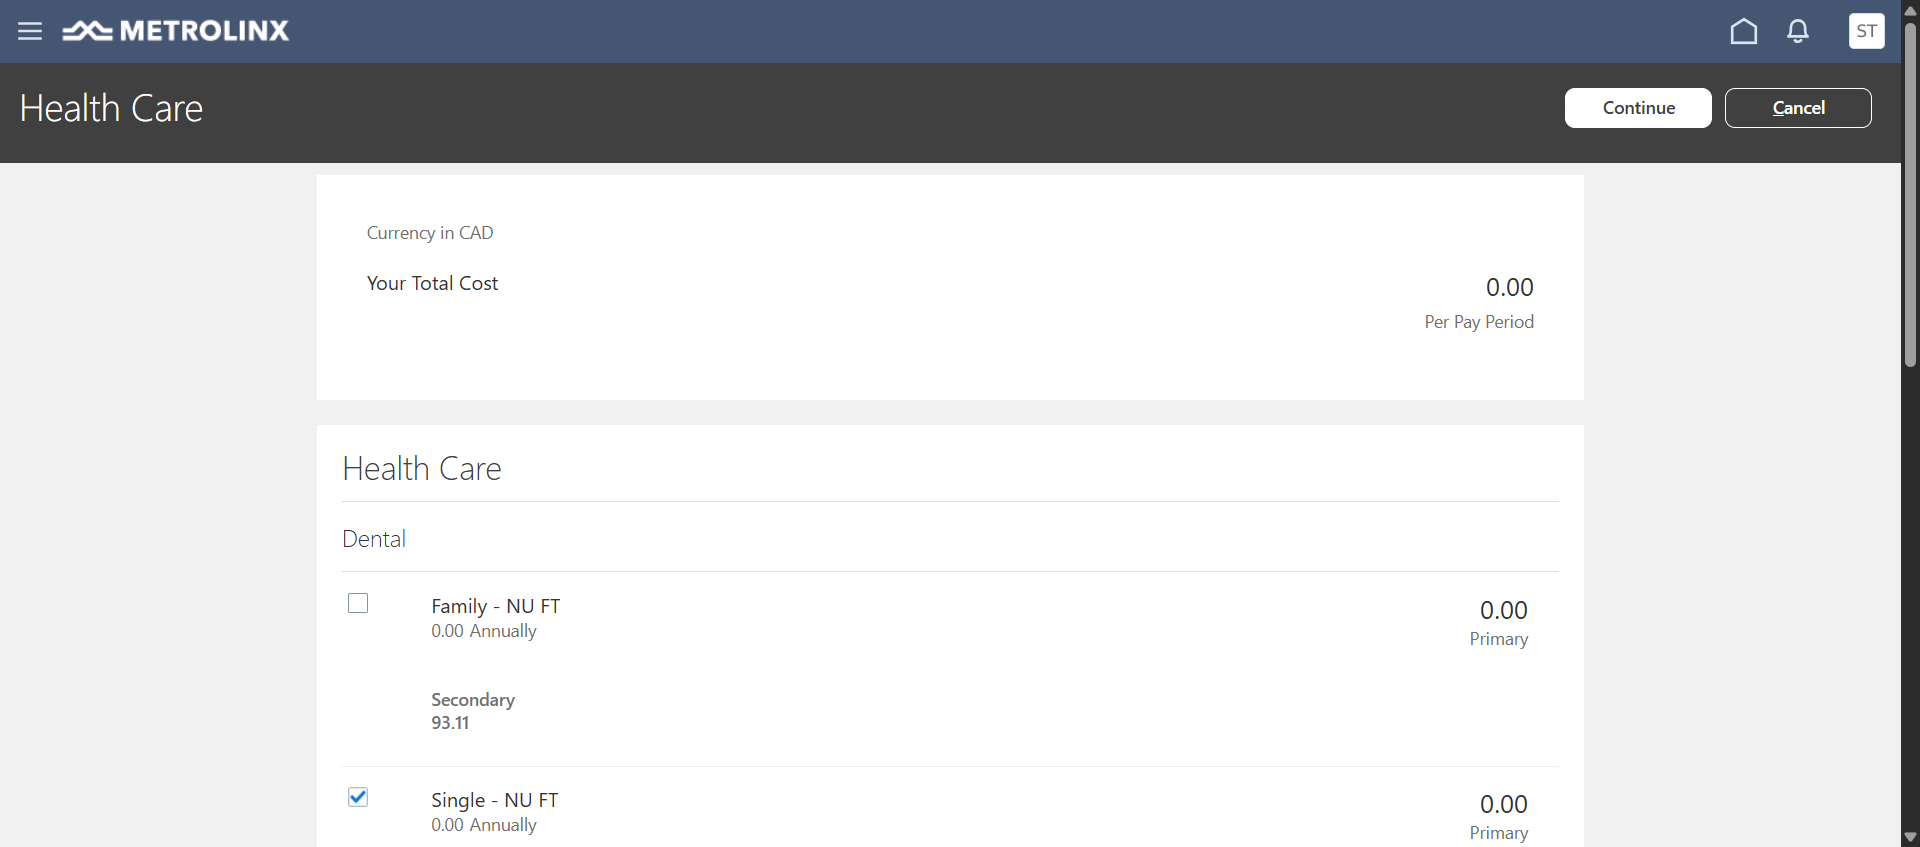 METROLINX
ST
Health Care
Continue
Cancel
Currency in CAD
Your Total Cost
0.00
Per Pay Period
Health Care
Dental
Family - NU FT
0.00
0.00 Annually
Primary
Secondary
93.11
Single - NU FT
0.00
0.00 Annually
Primary